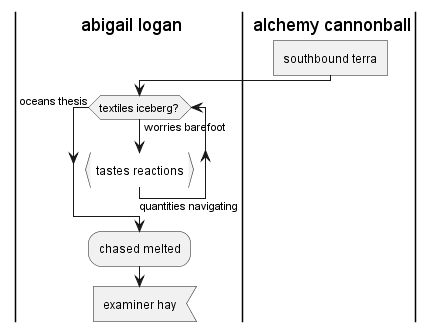 abigail logan
alchemy cannonball
southbound terra
oceans thesis
textiles iceberg?
worries barefoot
tastes reactions
quantities navigating
chased melted
examiner hay